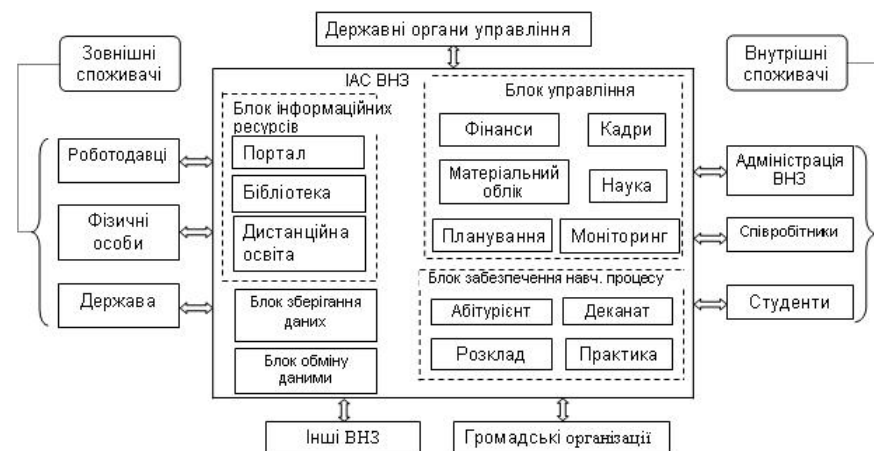 Державні органи управління
Зовнішні
споживачі
Внутрішні
споживачі
ІАС ВНЗ
Блок інформаційних
ресурсів
Портал
Бібліотека
Дистанційна
освіта
Блок зберігання
даних
Блок обміну
даними
Блок управління
Фінанси
Кадри
Матеріальний
облік
Наука
Планування
Моніторинг
Блок забезпечення навч. процесу
Абітурієнт
Деканат
Розклад
Практика
Роботодавці
Фізичні
особи
Держава
Адміністрація
ВНЗ
Співробітники
Студенти
Інші ВНЗ
Громадські організації